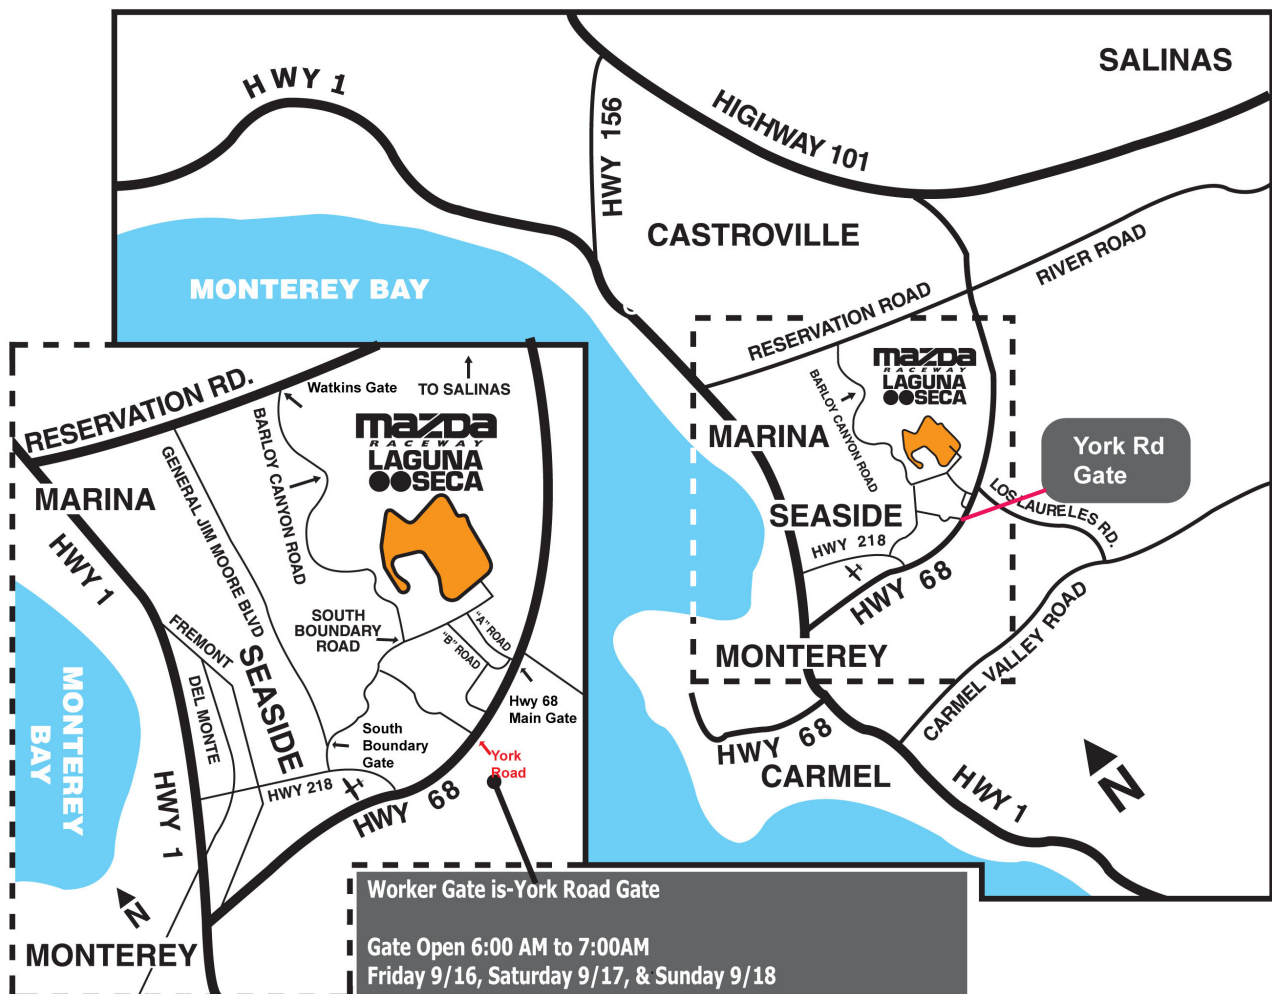 HWY 1
HWY 156
HIGHWAY 101
SALINAS
CASTROVILLE
RIVER ROAD
RESERVATION ROAD
MONTEREY BAY
mazda
RACEWAY
LAGUNA
SECA
BARLOY CANYON ROAD
MARINA
York Rd
Gate
LOS LAURELES RD.
SEASIDE
HWY 218
HWY 68
MONTEREY
CARMEL VALLEY ROAD
HWY 68
CARMEL
HWY 1
N
RESERVATION RD.
Watkins Gate
TO SALINAS
mazda
RACEWAY
LAGUNA
SECA
MARINA
GENERAL JIM MOORE BLVD
BARLOY CANYON ROAD
HWY 1
SOUTH
BOUNDARY
ROAD
"A" ROAD
"B" ROAD
FREMONT
SEASIDE
DEL MONTE
MONTEREY
BAY
Hwy 68
Main Gate
South
Boundary
Gate
York
Road
HWY 218
HWY 68
HWY 1
N
MONTEREY
Worker Gate is-York Road Gate
Gate Open 6:00 AM to 7:00AM
Friday 9/16, Saturday 9/17, & Sunday 9/18